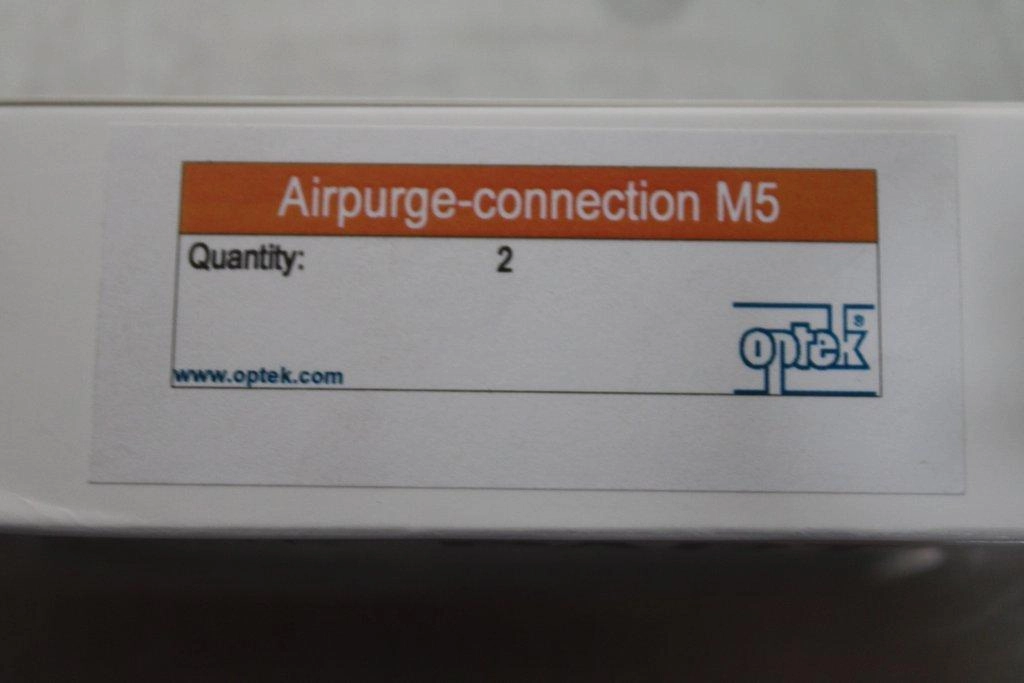 Airpurge-connection M5
Quantity: 2
optek®
www.optek.com